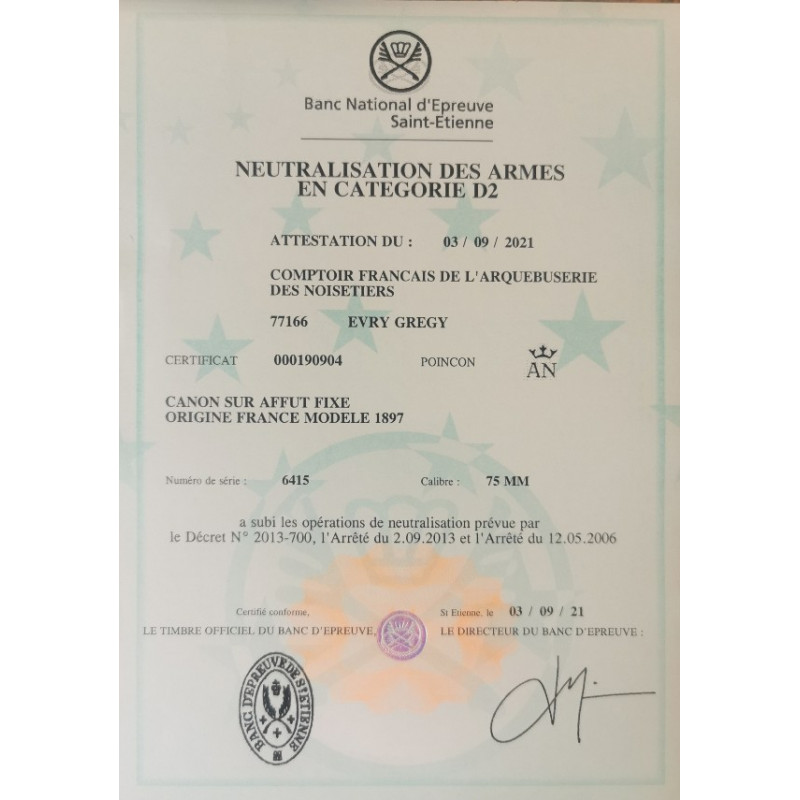 Banc National d'Epreuve
Saint-Etienne
NEUTRALISATION DES ARMES
EN CATEGORIE D2
ATTESTATION DU : 03 / 09 / 2021
COMPTOIR FRANCAIS DE L'ARQUEBUSERIE
DES NOISETIERS
77166 EVRY GREGY
CERTIFICAT 000190904 POINCON AN
CANON SUR AFFUT FIXE
ORIGINE FRANCE MODELE 1897
Numéro de série : 6415 Calibre : 75 MM
a subi les opérations de neutralisation prévue par
le Décret N° 2013-700, l'Arrêté du 2.09.2013 et l'Arrêté du 12.05.2006
Certifié conforme, St Etienne, le 03 / 09 / 21
LE TIMBRE OFFICIEL DU BANC D'EPREUVE, LE DIRECTEUR DU BANC D'EPREUVE :
BANC D'EPREUVE DE ST ETIENNE